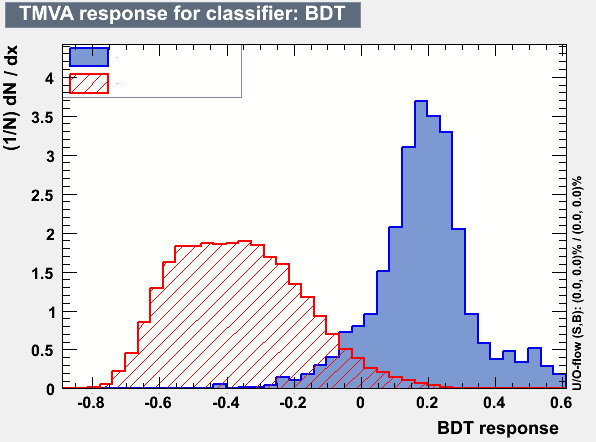 TMVA response for classifier: BDT
(1/N) dN / dx
4
3.5
3
2.5
2
1.5
1
0.5
0
-0.8 -0.6 -0.4 -0.2 0 0.2 0.4 0.6
BDT response
U/O-flow (S,B): (0.0, 0.0)% / (0.0, 0.0)%